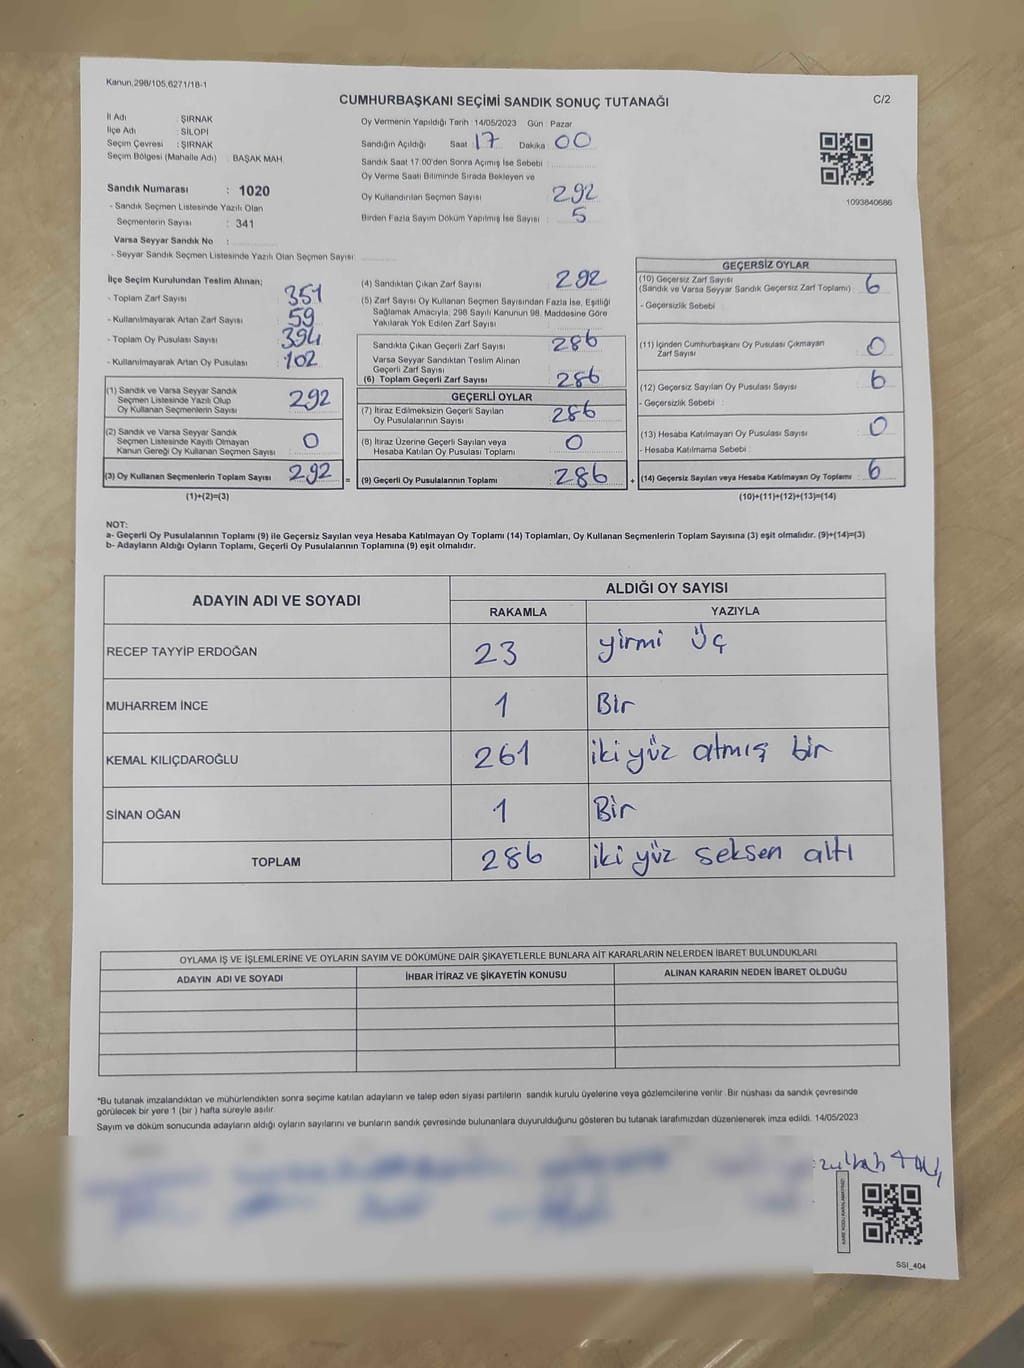 Kanun,298/105,6271/18-1
CUMHURBAŞKANI SEÇİMİ SANDIK SONUÇ TUTANAĞI
C/2
İl Adı : ŞIRNAK
İlçe Adı : SİLOPİ
Seçim Çevresi : ŞIRNAK
Seçim Bölgesi (Mahalle Adı) : BAŞAK MAH.
Sandık Numarası : 1020
- Sandık Seçmen Listesinde Yazılı Olan
Seçmenlerin Sayısı : 341
Varsa Seyyar Sandık No :
- Seyyar Sandık Seçmen Listesinde Yazılı Olan Seçmen Sayısı
Oy Vermenin Yapıldığı Tarih : 14/05/2023 Gün : Pazar
Sandığın Açıldığı Saat : 17 Dakika : 00
Sandık Saat 17.00'den Sonra Açımış İse Sebebi :
Oy Verme Saati Bitiminde Sırada Bekleyen ve
Oy Kullandırılan Seçmen Sayısı : 292
Birden Fazla Sayım Döküm Yapılmış İse Sayısı : 5
1093840686
İlçe Seçim Kurulundan Teslim Alınan;
- Toplam Zarf Sayısı : 351
- Kullanılmayarak Artan Zarf Sayısı : 59
- Toplam Oy Pusulası Sayısı : 394
- Kullanılmayarak Artan Oy Pusulası : 102
(1) Sandık ve Varsa Seyyar Sandık
Seçmen Listesinde Yazılı Olup
Oy Kullanan Seçmenlerin Sayısı : 292
(2) Sandık ve Varsa Seyyar Sandık
Seçmen Listesinde Kayıtlı Olmayan
Kanun Gereği Oy Kullanan Seçmen Sayısı : 0
(3) Oy Kullanan Seçmenlerin Toplam Sayısı : 292 =
(1)+(2)=(3)
(4) Sandıktan Çıkan Zarf Sayısı : 292
(5) Zarf Sayısı Oy Kullanan Seçmen Sayısından Fazla İse, Eşitliği
Sağlamak Amacıyla, 298 Sayılı Kanunun 98. Maddesine Göre
Yakılarak Yok Edilen Zarf Sayısı :
Sandıkta Çıkan Geçerli Zarf Sayısı : 286
Varsa Seyyar Sandıktan Teslim Alınan
Geçerli Zarf Sayısı
(6) Toplam Geçerli Zarf Sayısı : 286
GEÇERLİ OYLAR
(7) İtiraz Edilmeksizin Geçerli Sayılan
Oy Pusulalarının Sayısı : 286
(8) İtiraz Üzerine Geçerli Sayılan veya
Hesaba Katılan Oy Pusulası Toplamı : 0
(9) Geçerli Oy Pusulalarının Toplamı : 286 +
GEÇERSİZ OYLAR
(10) Geçersiz Zarf Sayısı
(Sandık ve Varsa Seyyar Sandık Geçersiz Zarf Toplamı) : 6
- Geçersizlik Sebebi :
(11) İçinden Cumhurbaşkanı Oy Pusulası Çıkmayan
Zarf Sayısı : 0
(12) Geçersiz Sayılan Oy Pusulası Sayısı : 6
- Geçersizlik Sebebi :
(13) Hesaba Katılmayan Oy Pusulası Sayısı : 0
- Hesaba Katılmama Sebebi :
(14) Geçersiz Sayılan veya Hesaba Katılmayan Oy Toplamı : 6
(10)+(11)+(12)+(13)=(14)
NOT:
a- Geçerli Oy Pusulalarının Toplamı (9) ile Geçersiz Sayılan veya Hesaba Katılmayan Oy Toplamı (14) Toplamları, Oy Kullanan Seçmenlerin Toplam Sayısına (3) eşit olmalıdır. (9)+(14)=(3)
b- Adayların Aldığı Oyların Toplamı, Geçerli Oy Pusulalarının Toplamına (9) eşit olmalıdır.
ADAYIN ADI VE SOYADI
ALDIĞI OY SAYISI
RAKAMLA YAZIYLA
RECEP TAYYİP ERDOĞAN 23 yirmi üç
MUHARREM İNCE 1 Bir
KEMAL KILIÇDAROĞLU 261 iki yüz atmış bir
SİNAN OĞAN 1 Bir
TOPLAM 286 iki yüz seksen altı
OYLAMA İŞ VE İŞLEMLERİNE VE OYLARIN SAYIM VE DÖKÜMÜNE DAİR ŞİKAYETLERLE BUNLARA AİT KARARLARIN NELERDEN İBARET BULUNDUKLARI
ADAYIN ADI VE SOYADI İHBAR İTİRAZ VE ŞİKAYETİN KONUSU ALINAN KARARIN NEDEN İBARET OLDUĞU
*Bu tutanak imzalandıktan ve mühürlendikten sonra seçime katılan adayların ve talep eden siyasi partilerin sandık kurulu üyelerine veya gözlemcilerine verilir. Bir nüshası da sandık çevresinde
görülecek bir yere 1 (bir ) hafta süreyle asılır.
Sayım ve döküm sonucunda adayların aldığı oyların sayılarını ve bunların sandık çevresinde bulunanlara duyurulduğunu gösteren bu tutanak tarafımızdan düzenlenerek imza edildi. 14/05/2023
SSI_404